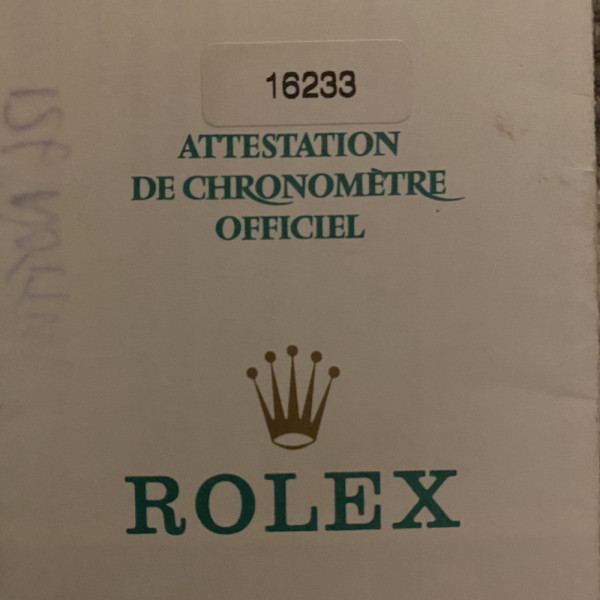 16233
ATTESTATION
DE CHRONOMÈTRE
OFFICIEL
ROLEX